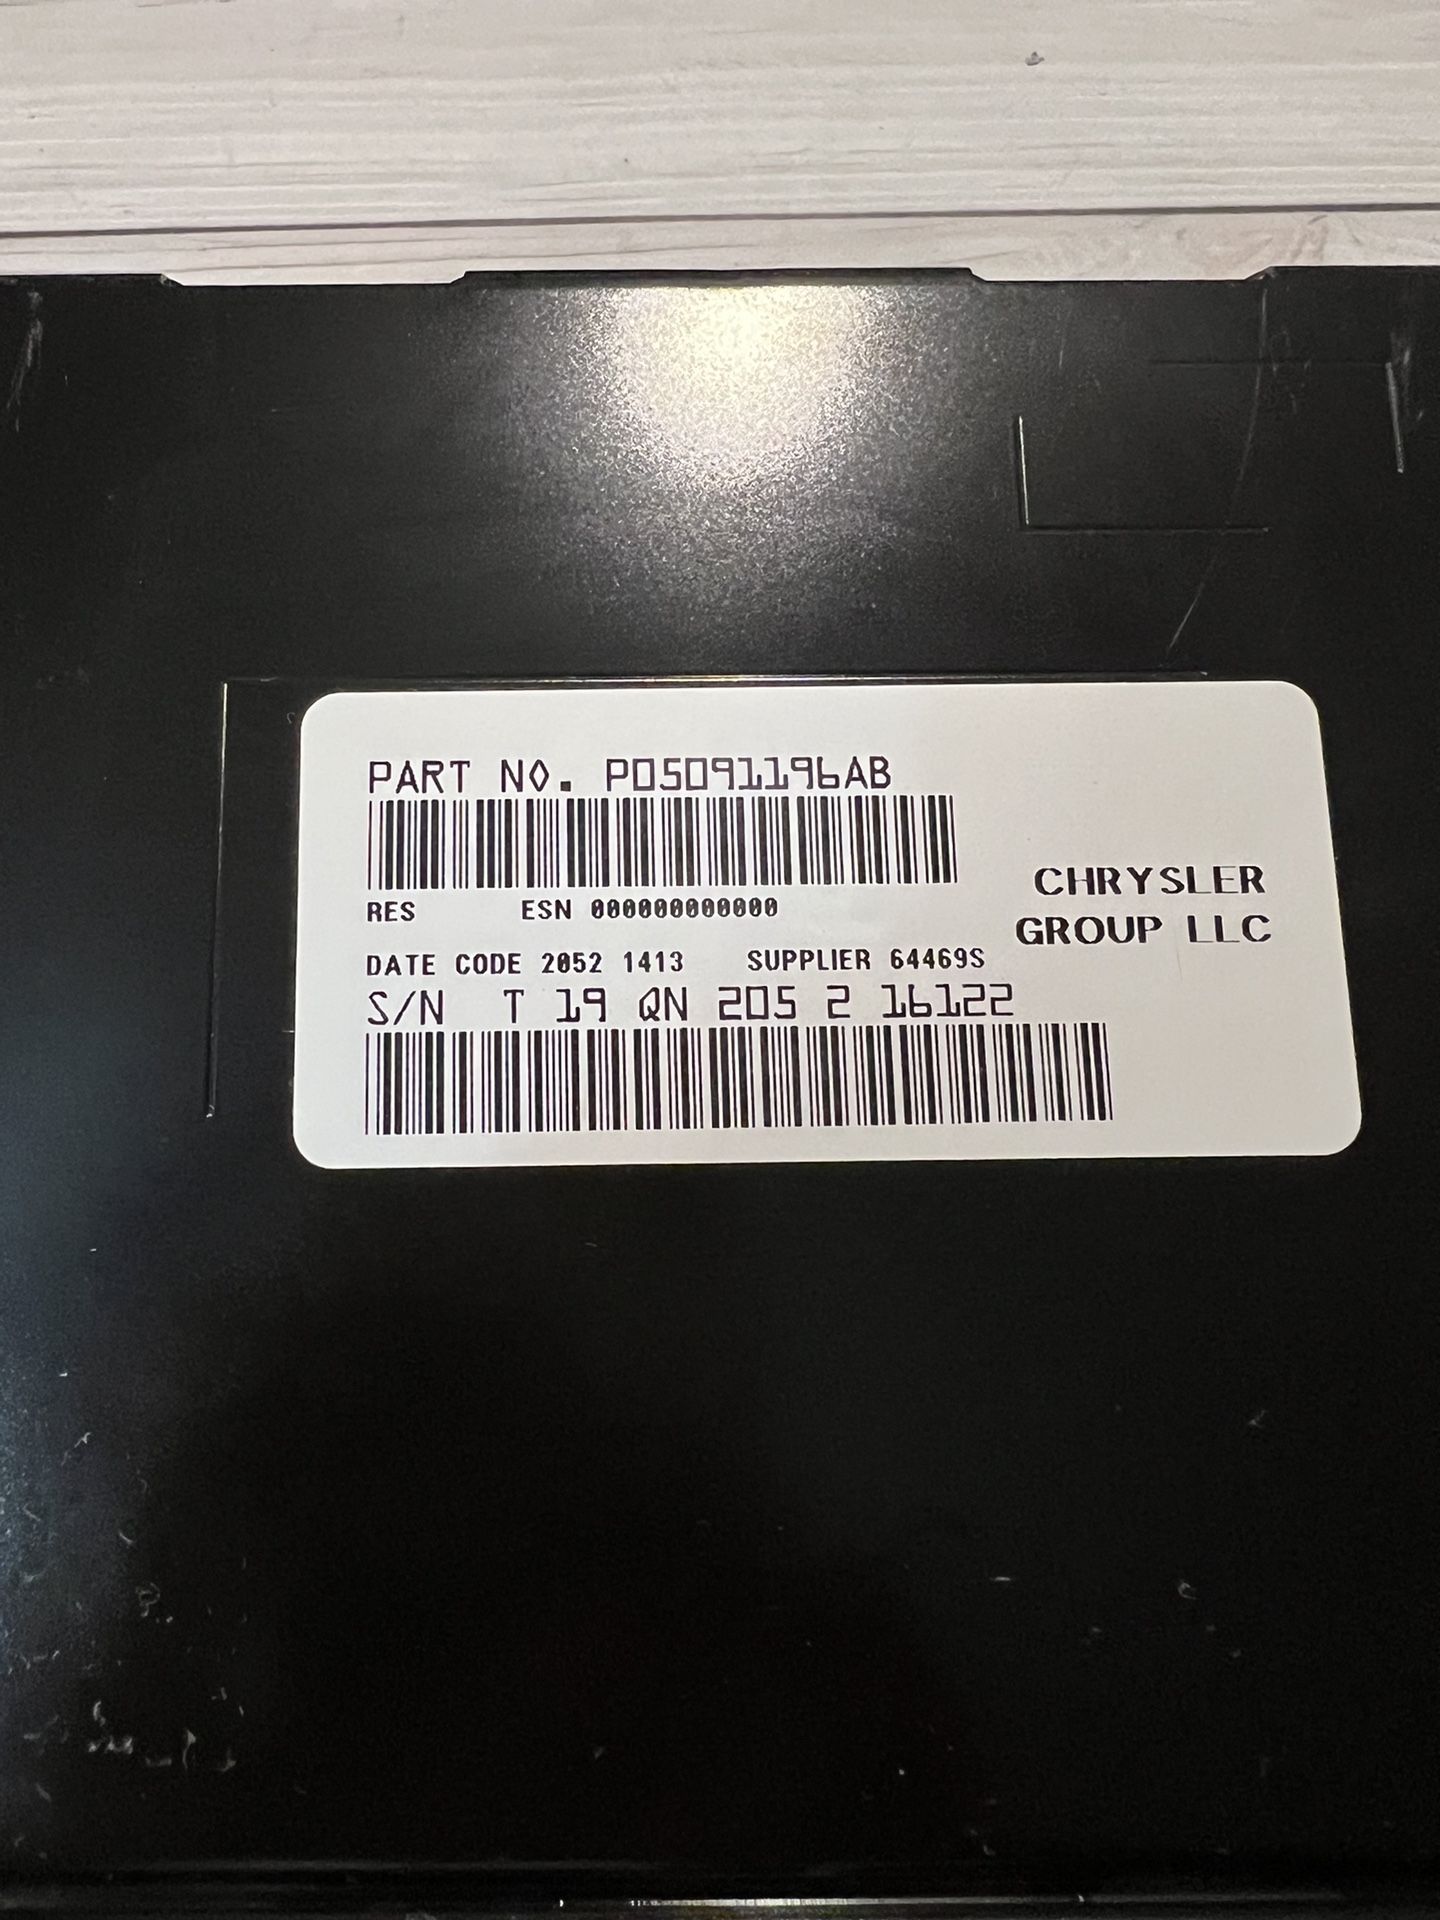 PART NO. P05091196AB
RES ESN 000000000000
CHRYSLER
GROUP LLC
DATE CODE 2052 1413 SUPPLIER 64469S
S/N T 19 QN 205 2 16122